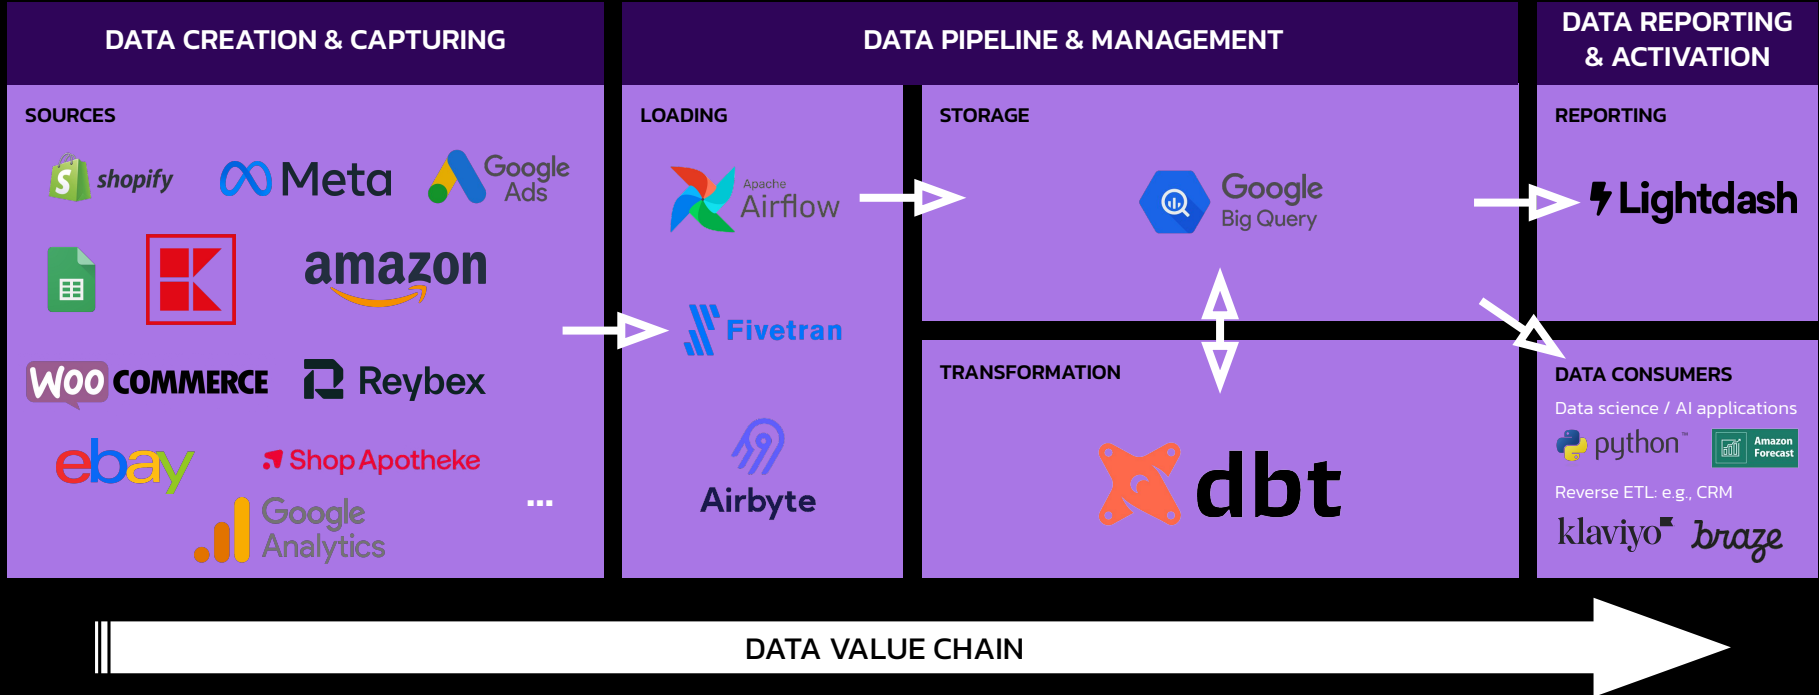 DATA CREATION & CAPTURING
DATA PIPELINE & MANAGEMENT
DATA REPORTING
& ACTIVATION
SOURCES
shopify
Meta
Google
Ads
K
amazon
WOO COMMERCE
Reybex
ebay
Shop Apotheke
Google
Analytics
...
LOADING
Apache
Airflow
Fivetran
Airbyte
STORAGE
Google
Big Query
TRANSFORMATION
dbt
REPORTING
Lightdash
DATA CONSUMERS
Data science / AI applications
python™
Amazon
Forecast
Reverse ETL: e.g., CRM
klaviyo
braze
DATA VALUE CHAIN